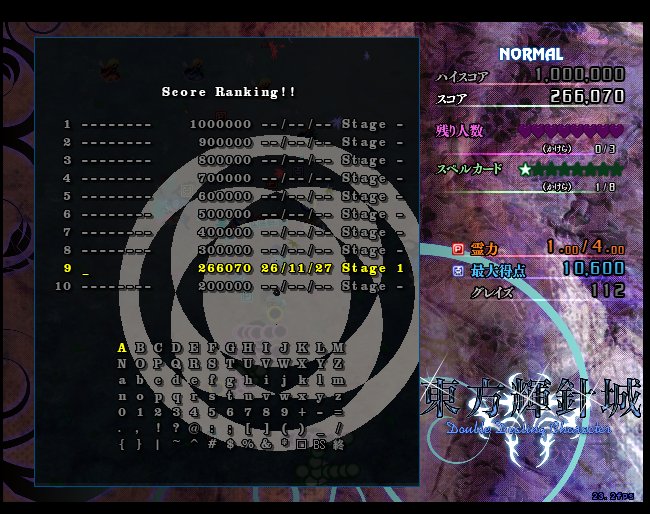 Score Ranking!!
1 -------- 1000000 --/--/-- Stage -
2 -------- 900000 --/--/-- Stage -
3 -------- 800000 --/--/-- Stage -
4 -------- 700000 --/--/-- Stage -
5 -------- 600000 --/--/-- Stage -
6 -------- 500000 --/--/-- Stage -
7 -------- 400000 --/--/-- Stage -
8 -------- 300000 --/--/-- Stage -
9 _ 266070 26/11/27 Stage 1
10 -------- 200000 --/--/-- Stage -
A B C D E F G H I J K L M
N O P Q R S T U V W X Y Z
a b c d e f g h i j k l m
n o p q r s t u v w x y z
0 1 2 3 4 5 6 7 8 9 + - =
. , ! ? @ : ; [ ] ( ) _ /
{ } | ~ ^ # $ % & * □ BS 終
NORMAL
ハイスコア 1,000,000
スコア 266,070
残り人数
(かけら) 0/3
スペルカード
(かけら) 1/8
P 霊力 1.00/4.00
最大得点 10,600
グレイズ 112
東方輝針城
Double Dealing Character